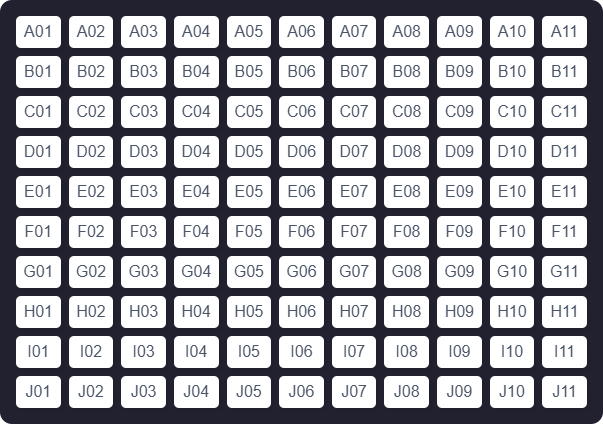 A01 A02 A03 A04 A05 A06 A07 A08 A09 A10 A11
B01 B02 B03 B04 B05 B06 B07 B08 B09 B10 B11
C01 C02 C03 C04 C05 C06 C07 C08 C09 C10 C11
D01 D02 D03 D04 D05 D06 D07 D08 D09 D10 D11
E01 E02 E03 E04 E05 E06 E07 E08 E09 E10 E11
F01 F02 F03 F04 F05 F06 F07 F08 F09 F10 F11
G01 G02 G03 G04 G05 G06 G07 G08 G09 G10 G11
H01 H02 H03 H04 H05 H06 H07 H08 H09 H10 H11
I01 I02 I03 I04 I05 I06 I07 I08 I09 I10 I11
J01 J02 J03 J04 J05 J06 J07 J08 J09 J10 J11